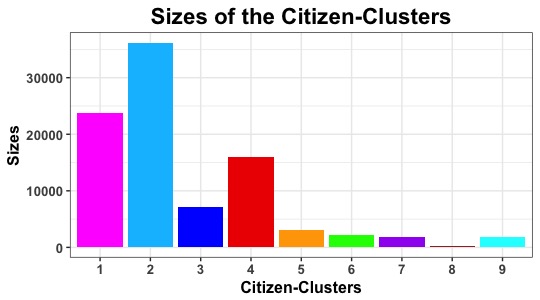 Sizes of the Citizen-Clusters
Sizes
30000
20000
10000
0
1 2 3 4 5 6 7 8 9
Citizen-Clusters